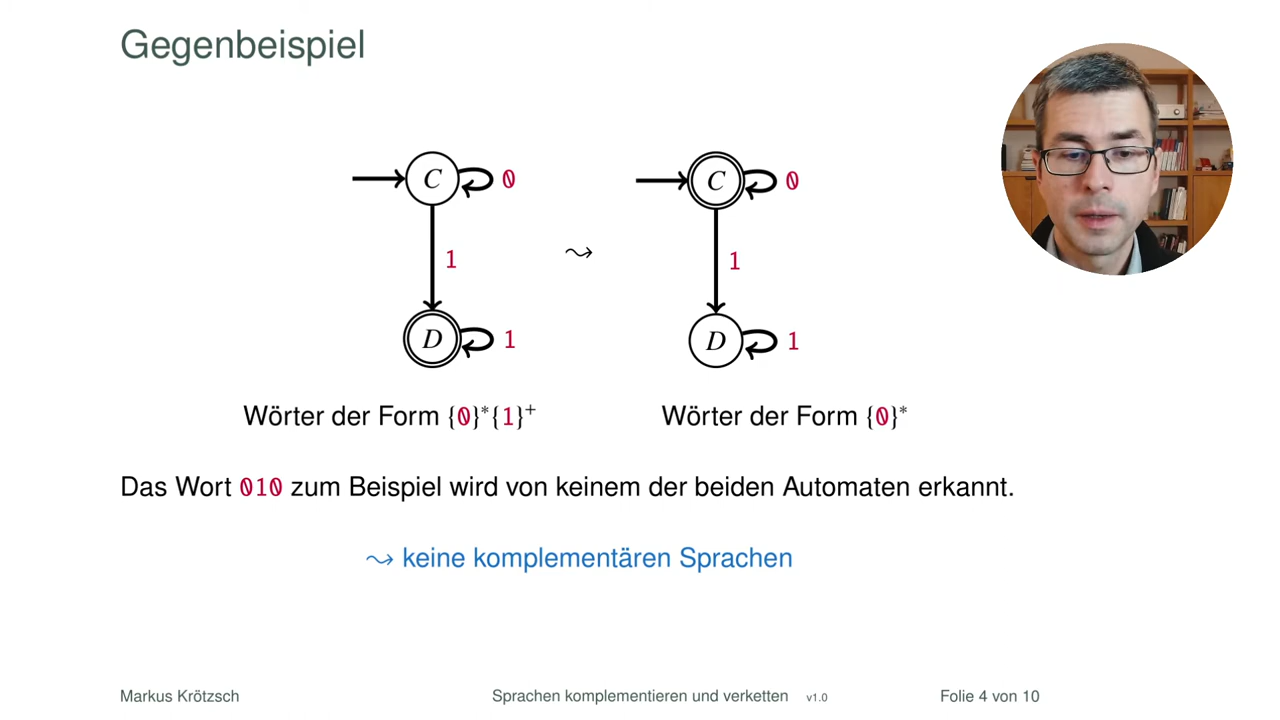 Gegenbeispiel
C 0 C 0
1 1
D 1 D 1
Wörter der Form {0}*{1}+ Wörter der Form {0}*
Das Wort 010 zum Beispiel wird von keinem der beiden Automaten erkannt.
⇝ keine komplementären Sprachen
Markus Krötzsch Sprachen komplementieren und verketten v1.0 Folie 4 von 10